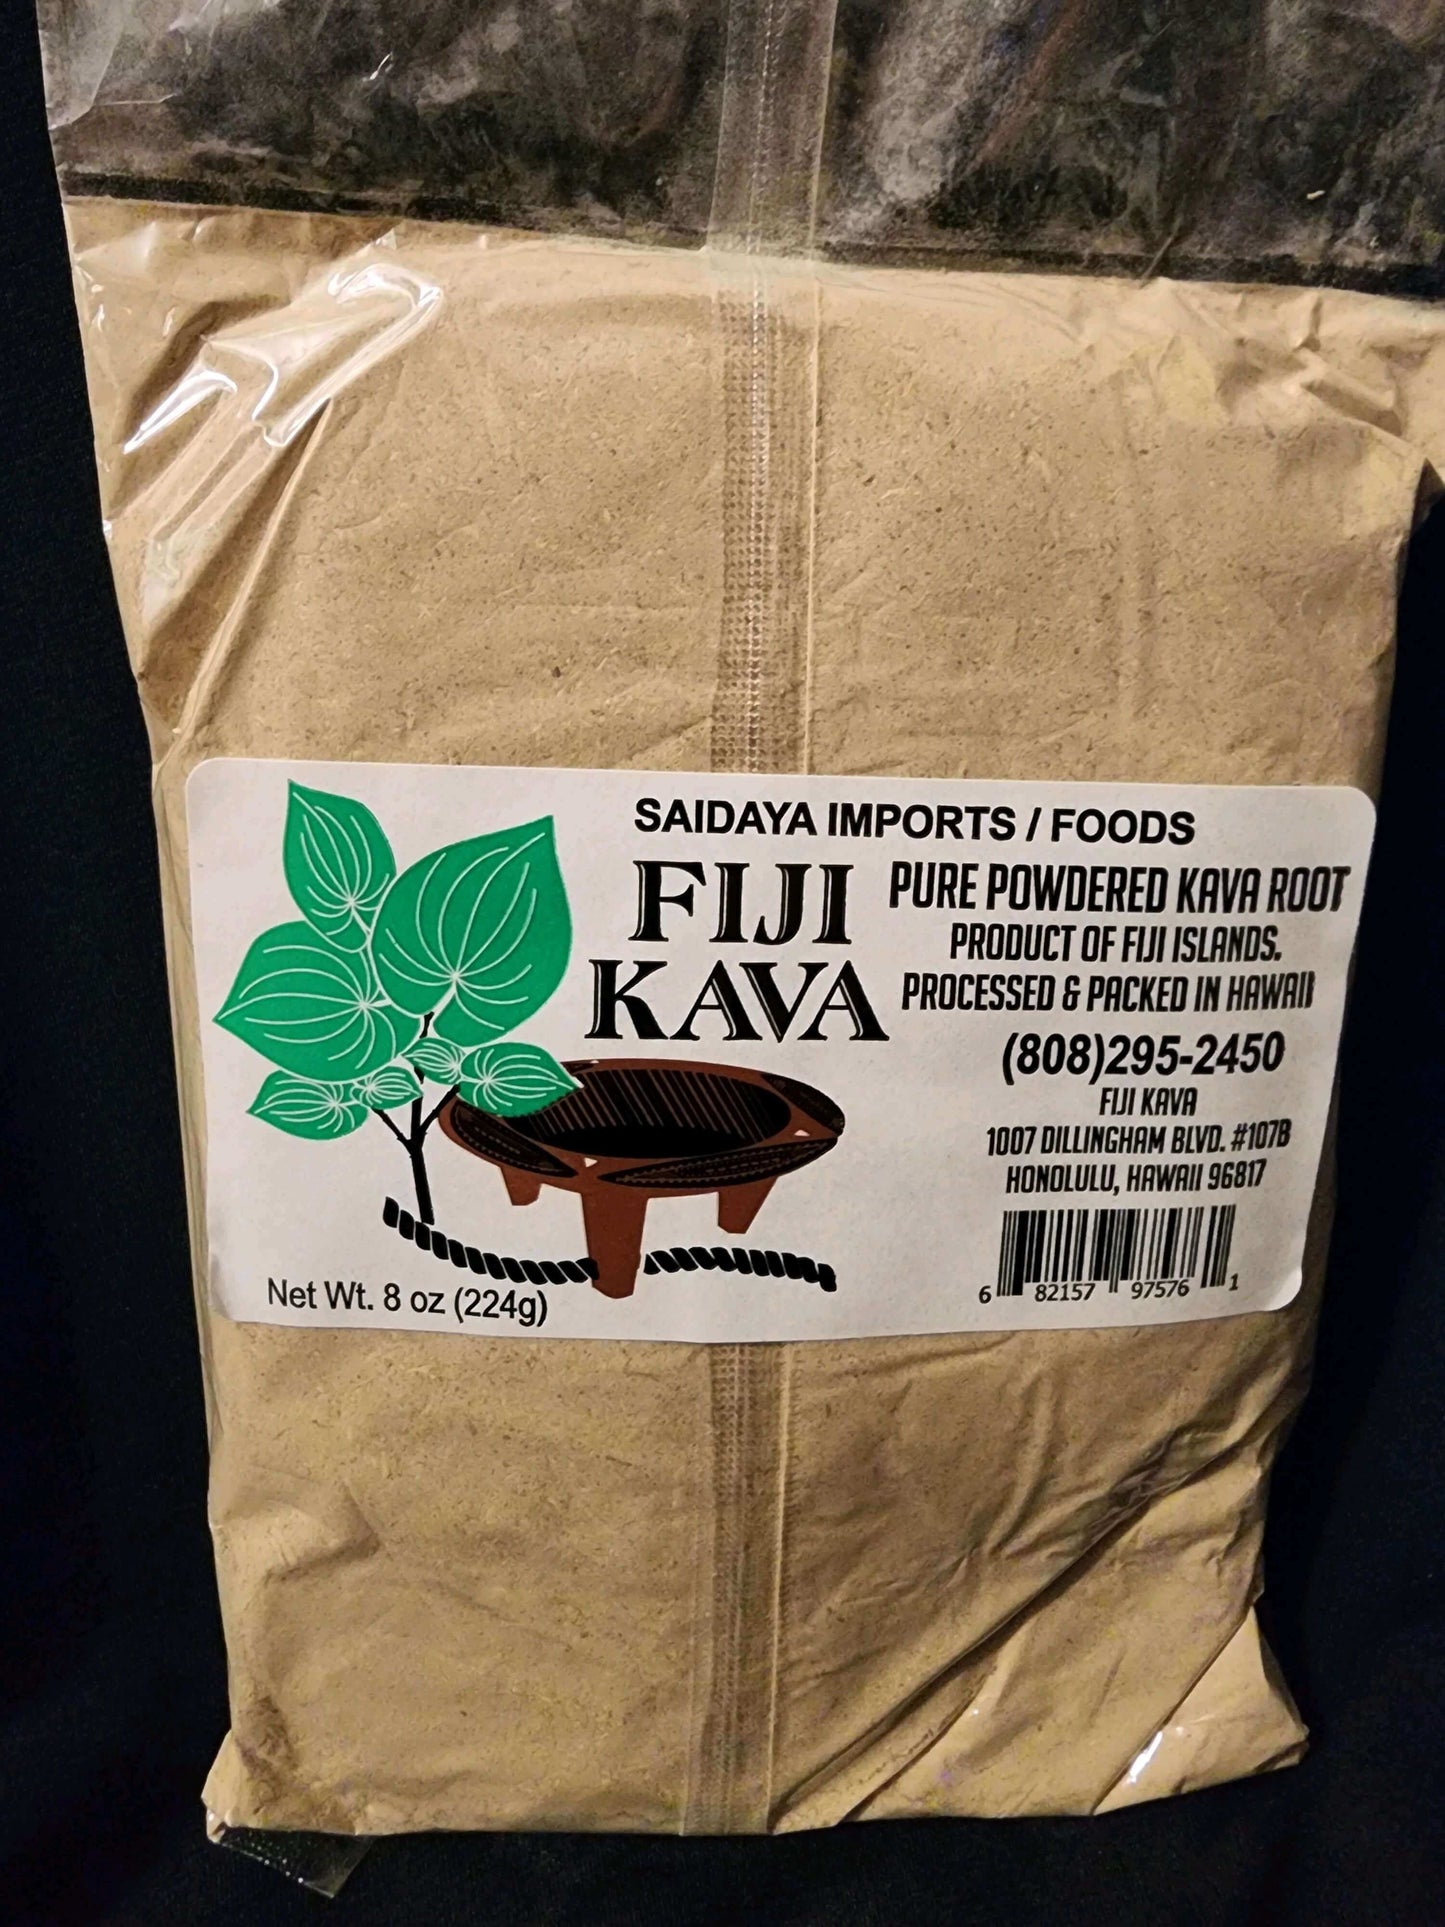 SAIDAYA IMPORTS / FOODS
FIJI
KAVA
PURE POWDERED KAVA ROOT
PRODUCT OF FIJI ISLANDS.
PROCESSED & PACKED IN HAWAII
(808)295-2450
FIJI KAVA
1007 DILLINGHAM BLVD. #107B
HONOLULU, HAWAII 96817
6 82157 97576 1
Net Wt. 8 oz (224g)